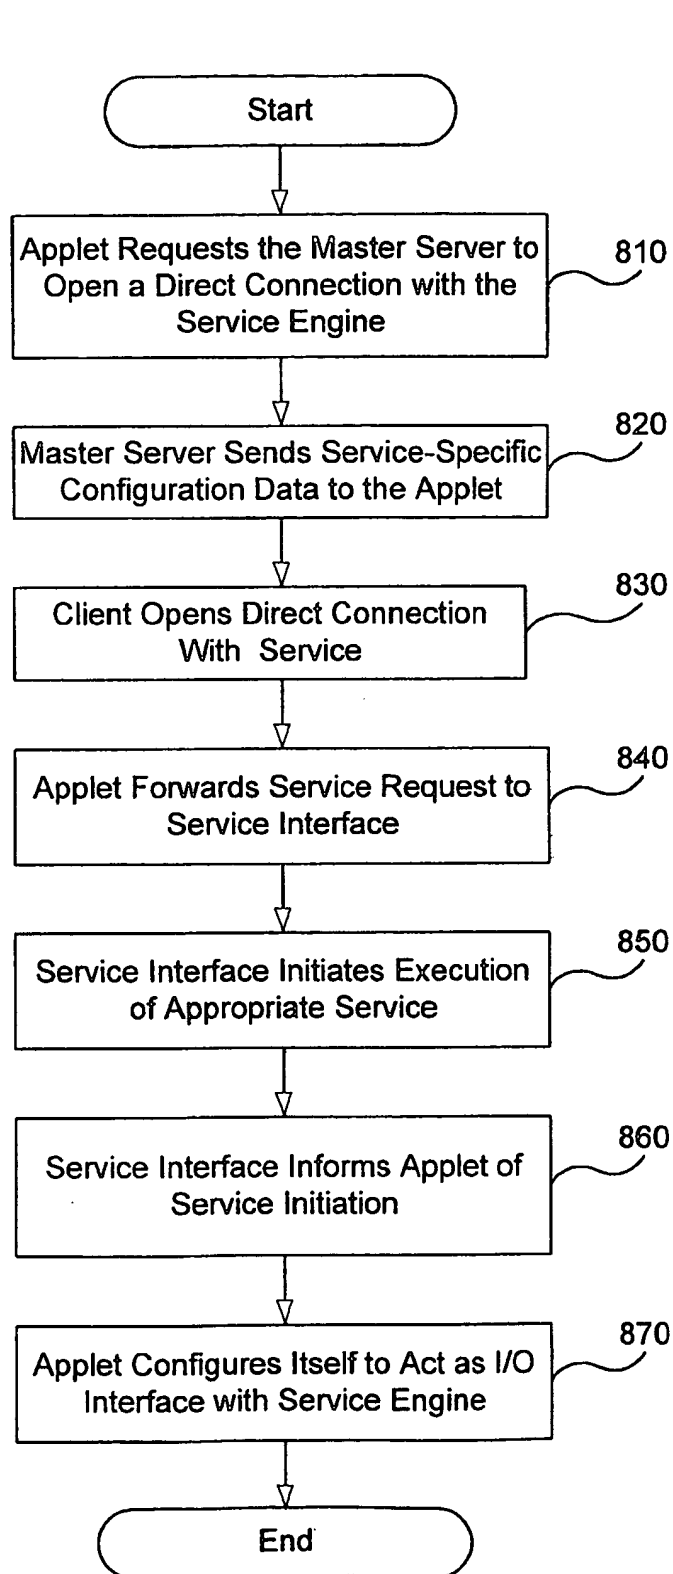 Start
Applet Requests the Master Server to
Open a Direct Connection with the
Service Engine
810
Master Server Sends Service-Specific
Configuration Data to the Applet
820
Client Opens Direct Connection
With Service
830
Applet Forwards Service Request to
Service Interface
840
Service Interface Initiates Execution
of Appropriate Service
850
Service Interface Informs Applet of
Service Initiation
860
Applet Configures Itself to Act as I/O
Interface with Service Engine
870
End